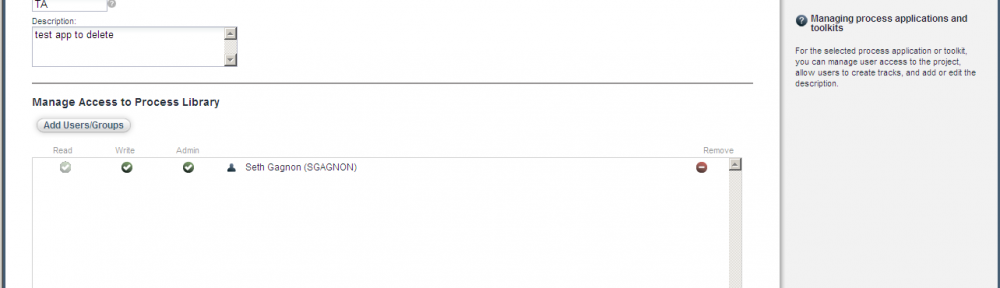 TA
Description:
test app to delete
Manage Access to Process Library
Add Users/Groups
Read Write Admin Remove
Seth Gagnon (SGAGNON)
Managing process applications and
toolkits
For the selected process application or toolkit,
you can manage user access to the project,
allow users to create tracks, and add or edit the
description.